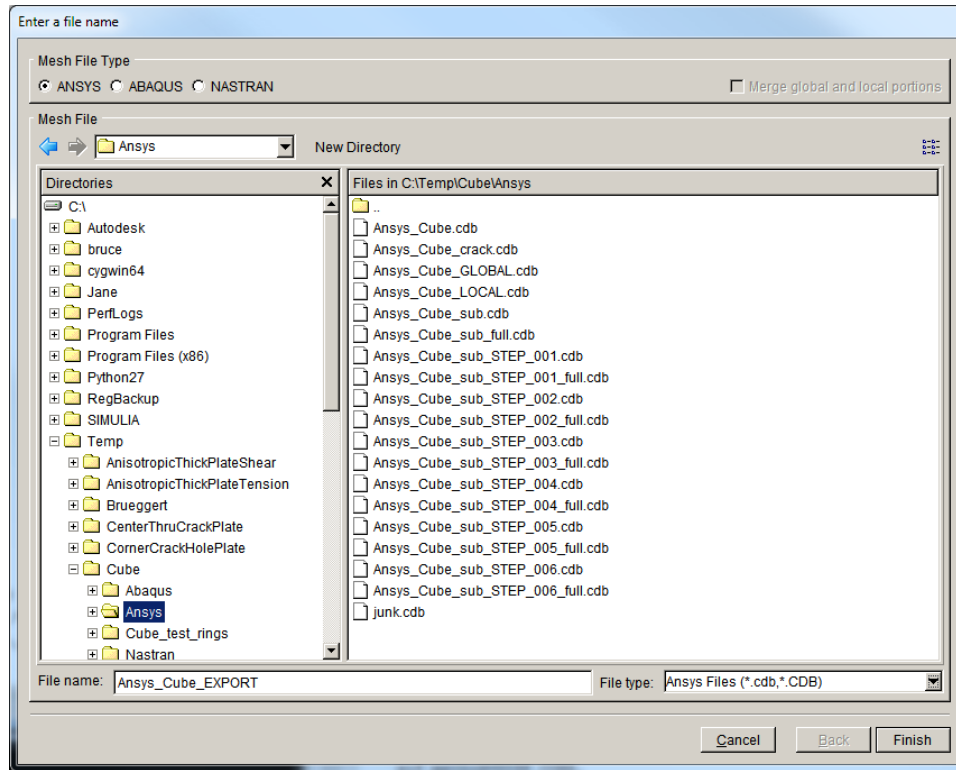 Enter a file name
Mesh File Type
ANSYS ABAQUS NASTRAN Merge global and local portions
Mesh File
Ansys New Directory
Directories
C:\
Autodesk
bruce
cygwin64
Jane
PerfLogs
Program Files
Program Files (x86)
Python27
RegBackup
SIMULIA
Temp
AnisotropicThickPlateShear
AnisotropicThickPlateTension
Brueggert
CenterThruCrackPlate
CornerCrackHolePlate
Cube
Abaqus
Ansys
Cube_test_rings
Nastran
Files in C:\Temp\Cube\Ansys
..
Ansys_Cube.cdb
Ansys_Cube_crack.cdb
Ansys_Cube_GLOBAL.cdb
Ansys_Cube_LOCAL.cdb
Ansys_Cube_sub.cdb
Ansys_Cube_sub_full.cdb
Ansys_Cube_sub_STEP_001.cdb
Ansys_Cube_sub_STEP_001_full.cdb
Ansys_Cube_sub_STEP_002.cdb
Ansys_Cube_sub_STEP_002_full.cdb
Ansys_Cube_sub_STEP_003.cdb
Ansys_Cube_sub_STEP_003_full.cdb
Ansys_Cube_sub_STEP_004.cdb
Ansys_Cube_sub_STEP_004_full.cdb
Ansys_Cube_sub_STEP_005.cdb
Ansys_Cube_sub_STEP_005_full.cdb
Ansys_Cube_sub_STEP_006.cdb
Ansys_Cube_sub_STEP_006_full.cdb
junk.cdb
File name: Ansys_Cube_EXPORT File type: Ansys Files (*.cdb,*.CDB)
Cancel Back Finish